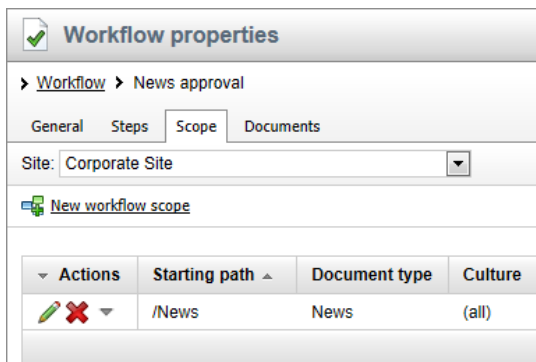 Workflow properties
Workflow News approval
General Steps Scope Documents
Site: Corporate Site
New workflow scope
Actions Starting path Document type Culture
/News News (all)